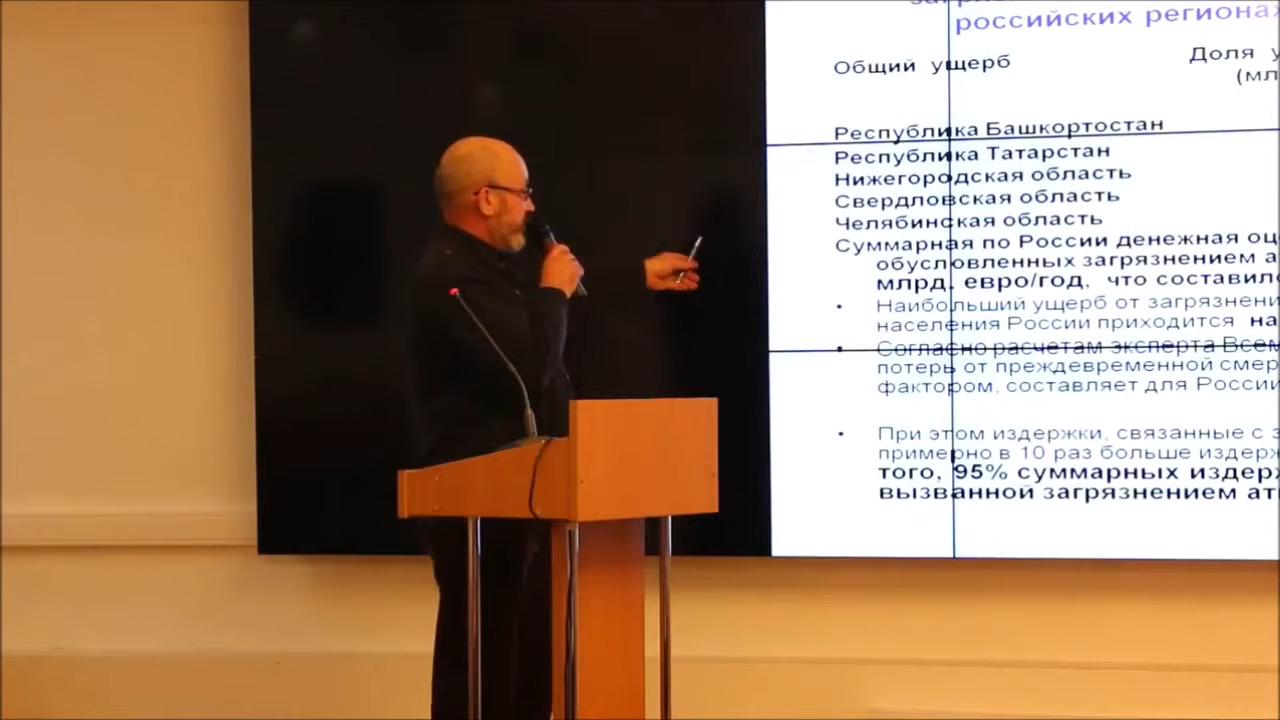 российских регионах
Общий ущерб Доля
(мл
Республика Башкортостан
Республика Татарстан
Нижегородская область
Свердловская область
Челябинская область
Суммарная по России денежная оц
обусловленных загрязнением а
млрд. евро/год, что составил
• Наибольший ущерб от загрязнени
населения России приходится на
• Согласно расчетам эксперта Всем
потерь от преждевременной смер
фактором, составляет для России
• При этом издержки, связанные с з
примерно в 10 раз больше издерж
того, 95% суммарных издерж
вызванной загрязнением ат